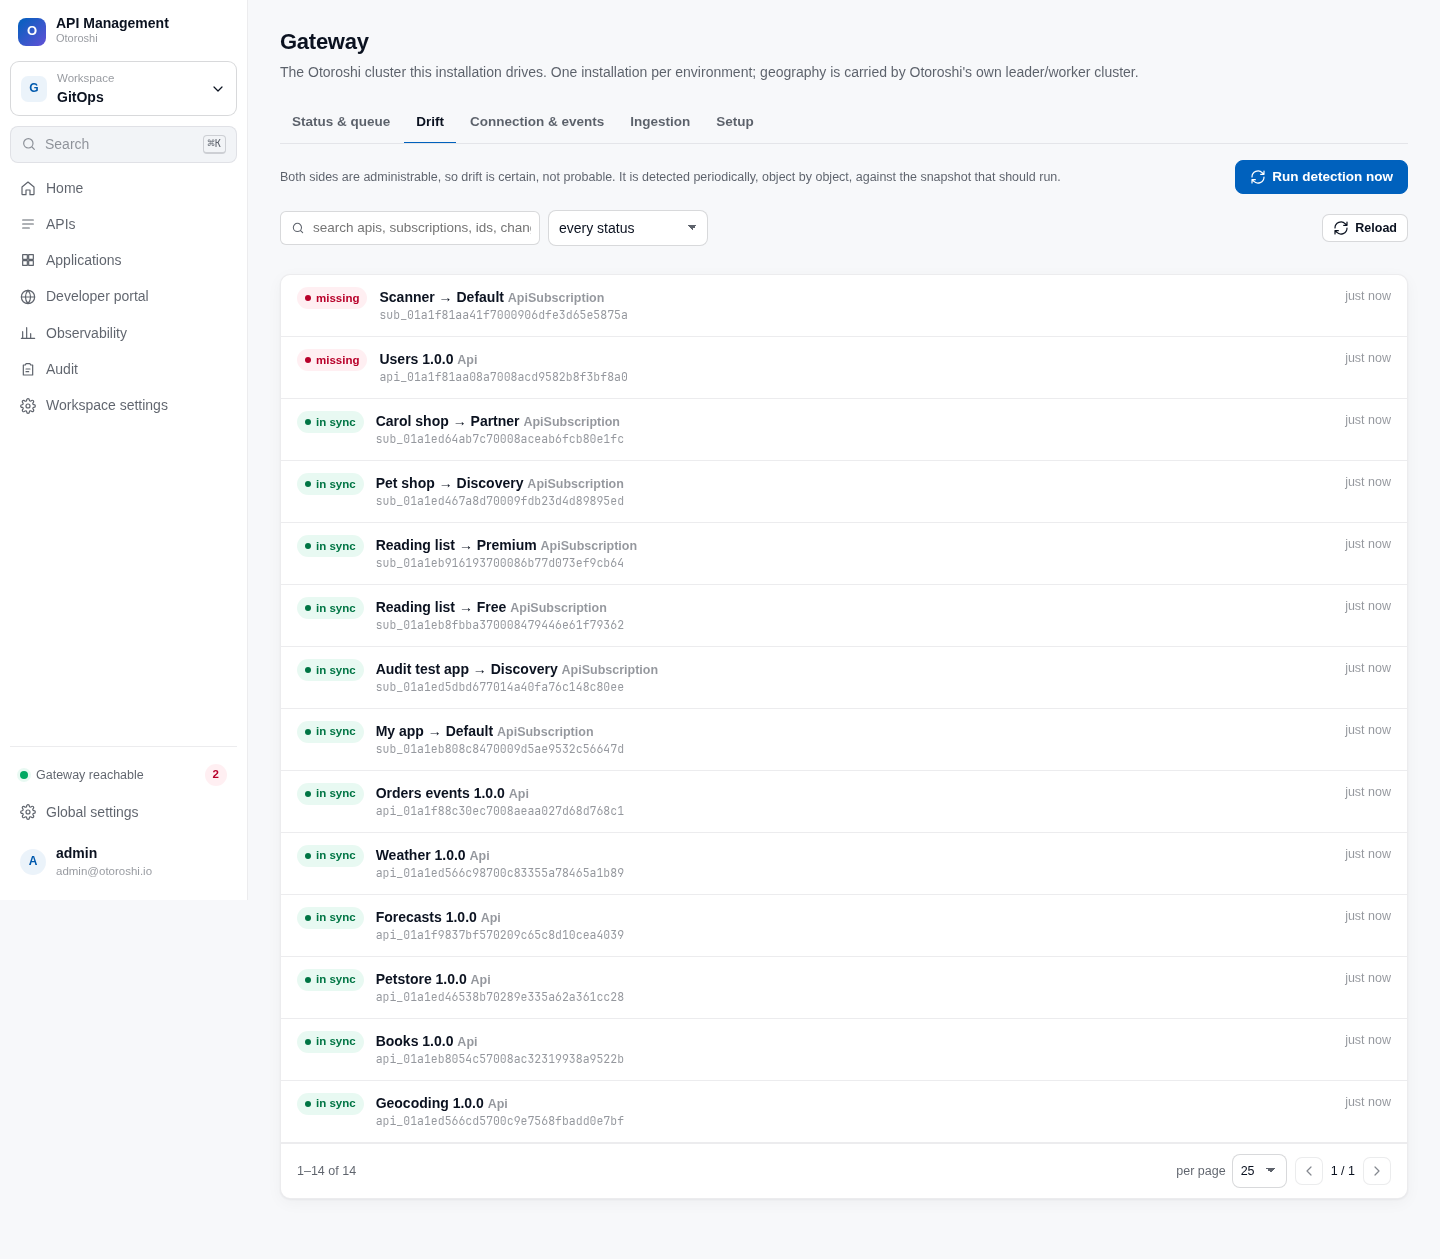 O
API Management
Otoroshi
G
Workspace
GitOps
Search
⌘K
Home
APIs
Applications
Developer portal
Observability
Audit
Workspace settings
Gateway reachable
2
Global settings
A
admin
admin@otoroshi.io
Gateway
The Otoroshi cluster this installation drives. One installation per environment; geography is carried by Otoroshi's own leader/worker cluster.
Status & queue Drift Connection & events Ingestion Setup
Both sides are administrable, so drift is certain, not probable. It is detected periodically, object by object, against the snapshot that should run.
Run detection now
search apis, subscriptions, ids, chan
every status
Reload
missing Scanner → Default ApiSubscription just now
sub_01a1f81aa41f7000906dfe3d65e5875a
missing Users 1.0.0 Api just now
api_01a1f81aa08a7008acd9582b8f3bf8a0
in sync Carol shop → Partner ApiSubscription just now
sub_01a1ed64ab7c70008aceab6fcb80e1fc
in sync Pet shop → Discovery ApiSubscription just now
sub_01a1ed467a8d70009fdb23d4d89895ed
in sync Reading list → Premium ApiSubscription just now
sub_01a1eb916193700086b77d073ef9cb64
in sync Reading list → Free ApiSubscription just now
sub_01a1eb8fbba370008479446e61f79362
in sync Audit test app → Discovery ApiSubscription just now
sub_01a1ed5dbd677014a40fa76c148c80ee
in sync My app → Default ApiSubscription just now
sub_01a1eb808c8470009d5ae9532c56647d
in sync Orders events 1.0.0 Api just now
api_01a1f88c30ec7008aeaa027d68d768c1
in sync Weather 1.0.0 Api just now
api_01a1ed566c98700c83355a78465a1b89
in sync Forecasts 1.0.0 Api just now
api_01a1f9837bf570209c65c8d10cea4039
in sync Petstore 1.0.0 Api just now
api_01a1ed46538b70289e335a62a361cc28
in sync Books 1.0.0 Api just now
api_01a1eb8054c57008ac32319938a9522b
in sync Geocoding 1.0.0 Api just now
api_01a1ed566cd5700c9e7568fbadd0e7bf
1–14 of 14
per page 25 1 / 1